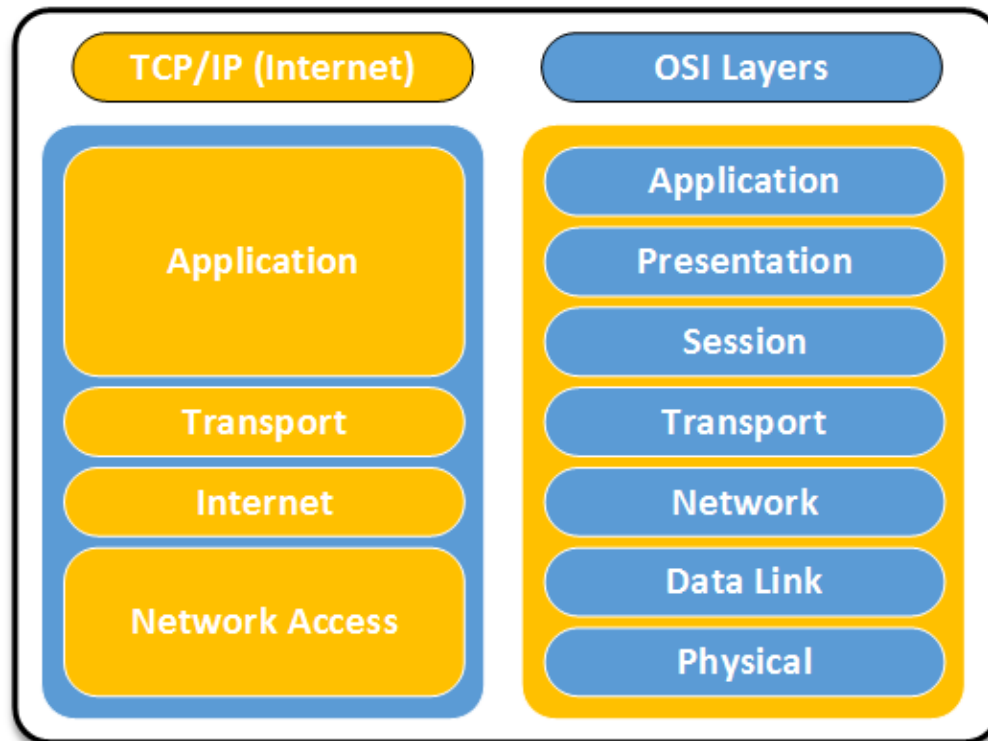 TCP/IP (Internet)
Application
Transport
Internet
Network Access
OSI Layers
Application
Presentation
Session
Transport
Network
Data Link
Physical